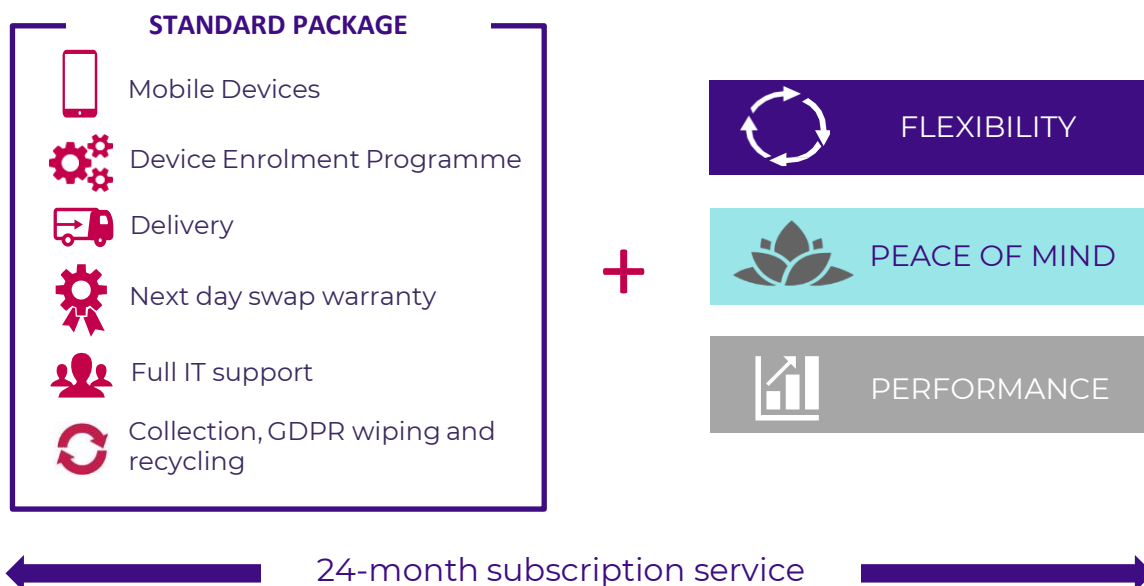 STANDARD PACKAGE
Mobile Devices
Device Enrolment Programme
Delivery
Next day swap warranty
Full IT support
Collection, GDPR wiping and
recycling
+
FLEXIBILITY
PEACE OF MIND
PERFORMANCE
24-month subscription service